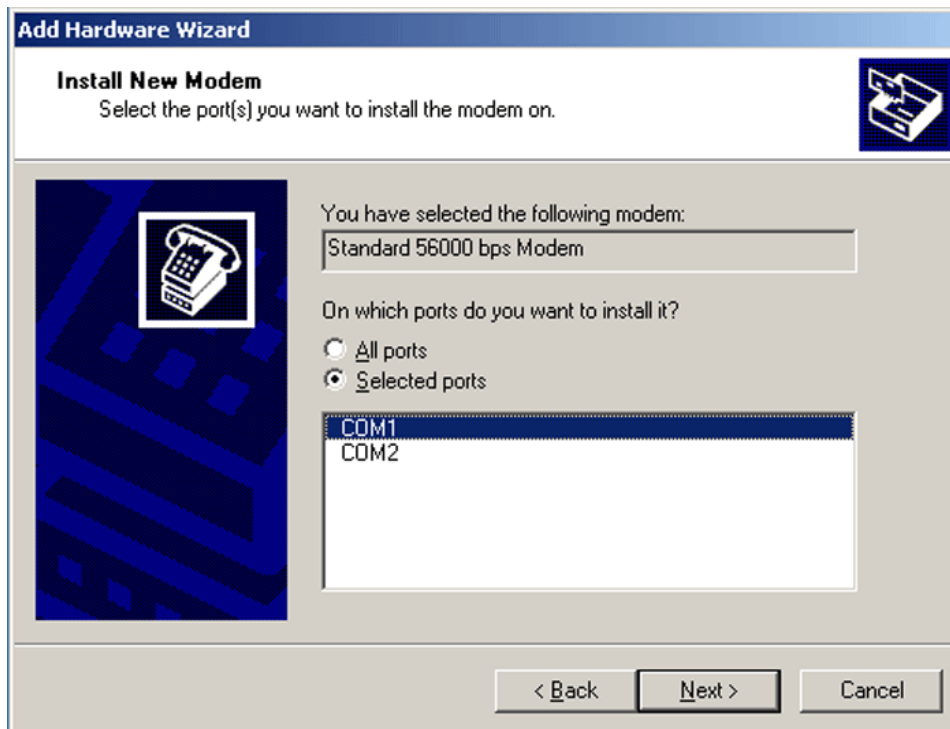 Add Hardware Wizard
Install New Modem
Select the port(s) you want to install the modem on.
You have selected the following modem:
Standard 56000 bps Modem
On which ports do you want to install it?
All ports
Selected ports
COM1
COM2
< Back Next > Cancel